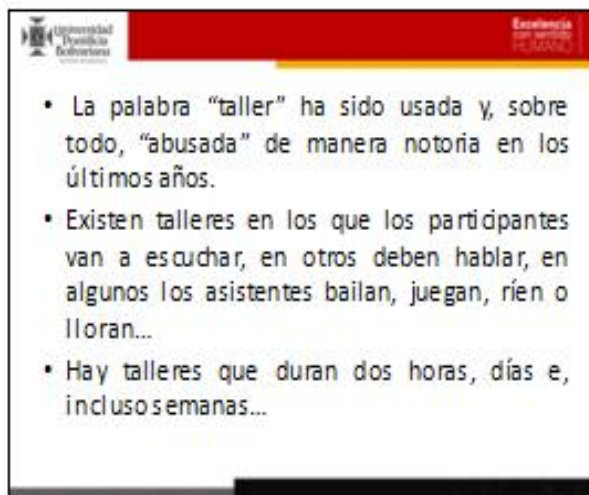 Universidad
Pontificia
Bolivariana
Excelencia
con sentido
HUMANO
• La palabra “taller” ha sido usada y, sobre
todo, “abusada” de manera notoria en los
últimos años.
• Existen talleres en los que los participantes
van a escuchar, en otros deben hablar, en
algunos los asistentes bailan, juegan, ríen o
lloran...
• Hay talleres que duran dos horas, días e,
incluso semanas...